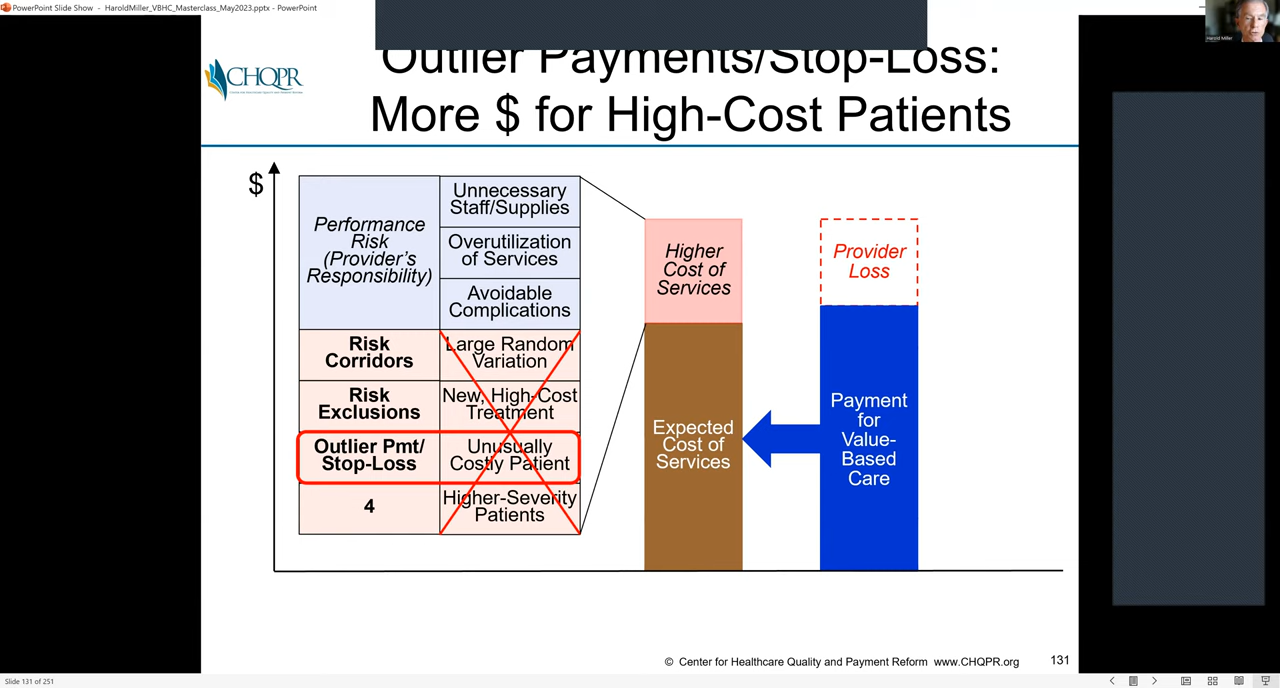 PowerPoint Slide Show - HaroldMiller_VBHC_Masterclass_May2023.pptx - PowerPoint
Harold Miller
CHQPR
Outlier Payments/Stop-Loss:
More $ for High-Cost Patients
$
Performance
Risk
(Provider's
Responsibility)
Unnecessary
Staff/Supplies
Overutilization
of Services
Avoidable
Complications
Risk
Corridors
Large Random
Variation
Risk
Exclusions
New, High-Cost
Treatment
Outlier Pmt/
Stop-Loss
Unusually
Costly Patient
4
Higher-Severity
Patients
Higher
Cost of
Services
Expected
Cost of
Services
Provider
Loss
Payment
for
Value-
Based
Care
© Center for Healthcare Quality and Payment Reform www.CHQPR.org
131
Slide 131 of 251